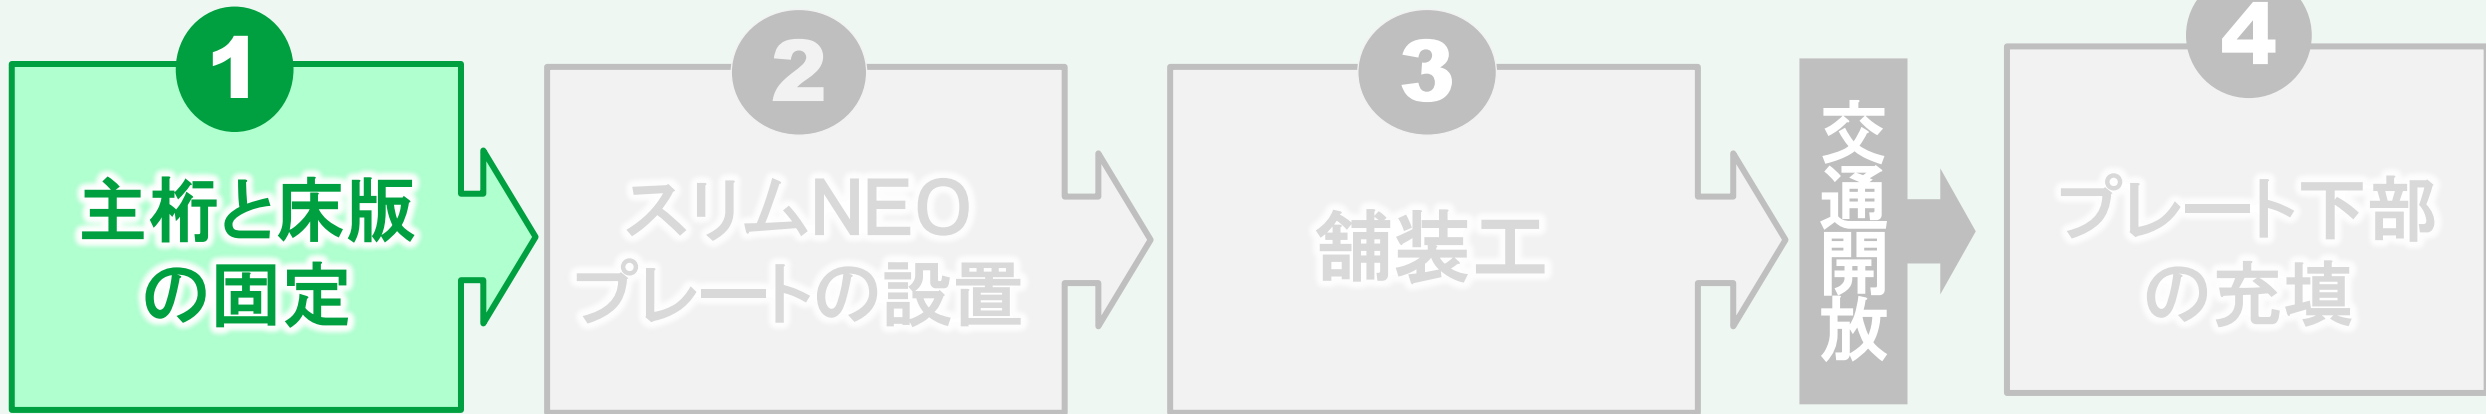 1
主桁と床版
の固定
2
スリムNEO
プレートの設置
3
舗装工
交通開放
4
プレート下部
の充填